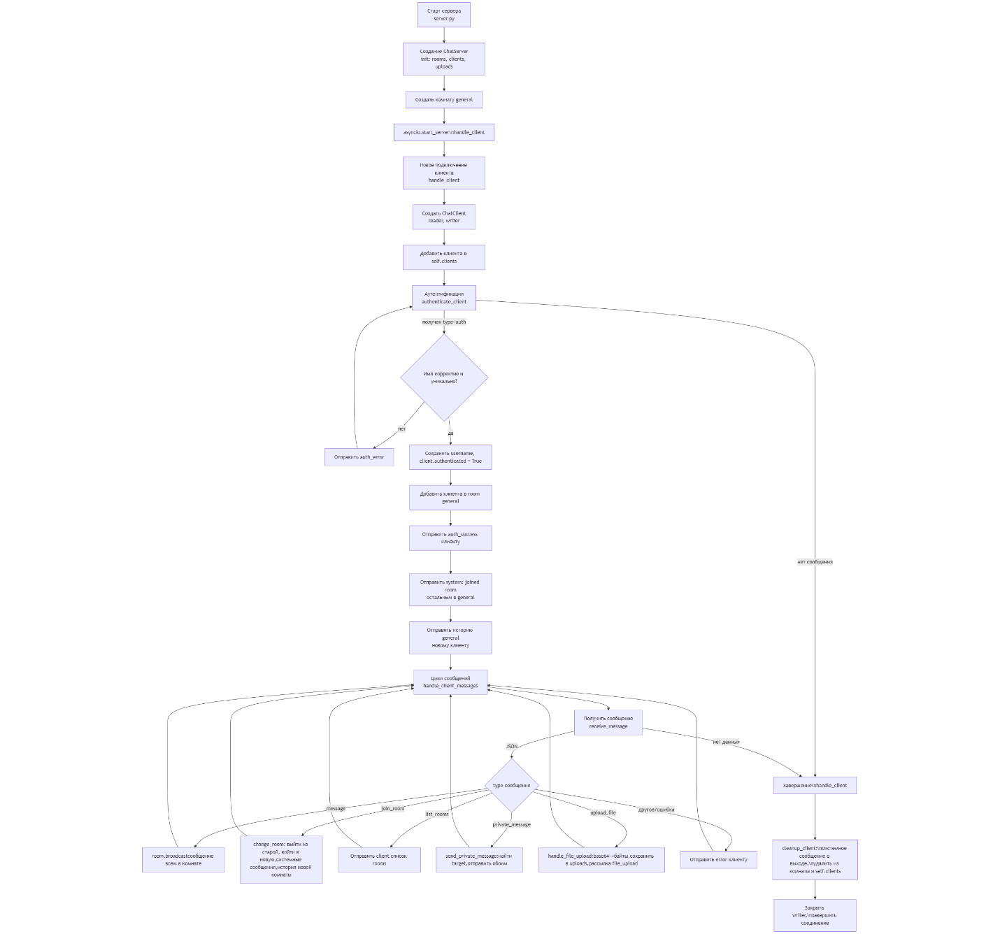 Старт сервера
server.py
Создание ChatServer
init: rooms, clients,
uploads
Создать комнату general
asyncio.start_server\nhandle_client
Новое подключение
клиента
handle_client
Создать ChatClient
reader, writer
Добавить клиента в
self.clients
Аутентификация
authenticate_client
получен type=auth
Имя корректно и
уникально?
нет
да
Отправить auth_error
Сохранить username,
client.authenticated = True
Добавить клиента в room
general
Отправить auth_success
клиенту
нет сообщения
Отправить system: joined
room
остальным в general
Отправить историю
general
новому клиенту
Цикл сообщений
handle_client_messages
Получить сообщение
receive_message
JSON
нет данных
type сообщения
Завершение\nhandle_client
message
join_room
list_rooms
private_message
upload_file
другое/ошибка
room.broadcastсообщение
всем в комнате
change_room: выйти из
старой, войти в
новую,системные
сообщения,история новой
комнаты
Отправить client список
rooms
send_private_message:найти
target,отправить обоим
handle_file_upload:base64→байты,сохранить
в uploads,рассылка file_upload
Отправить error клиенту
cleanup_client:\nсистемное
сообщение о
выходе,\nудалить из
комнаты и self.clients
Закрыть
writer,\nзавершить
соединение